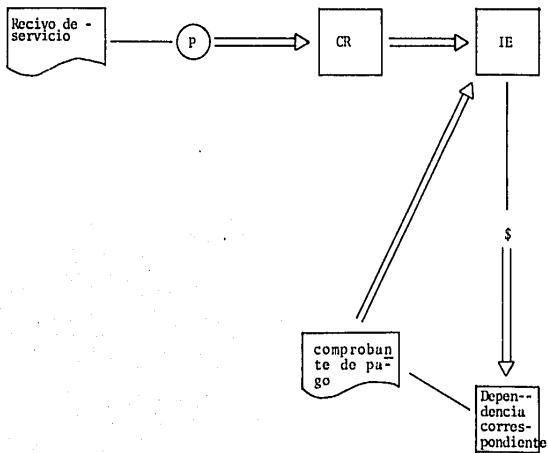 Recivo de -
servicio
P
CR
IE
$
comproban
te de pa-
go
Depen--
dencia
corres-
pondiente